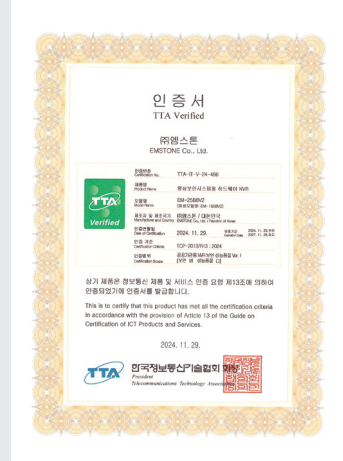 인증서
TTA Verified
㈜엠스톤
EMSTONE Co., Ltd.
인증번호 TTA-IT-V-24-486
Certification No.
제품명 영상보안시스템용 하드웨어 NVR
Product Name
모델명 EM-2588V2
Model Name
제조자 및 제조국가 ㈜엠스톤 / 대한민국
Manufacturer and Country EMSTONE Co., Ltd. / Republic of Korea
인증연월일 2024. 11. 29.
Date of Certification
인증 기준
Certification Criteria
인증범위
Certification Scope
TTA
Verified
상기 제품은 정보통신 제품 및 서비스 인증 요령 제13조에 의하여
인증되었기에 인증서를 발급합니다.
This is to certify that this product has met all the certification criteria
in accordance with the provision of Article 13 of the Guide on
Certification of ICT Products and Services.
2024. 11. 29.
TTA 한국정보통신기술협회 회장
President
Telecommunications Technology Association